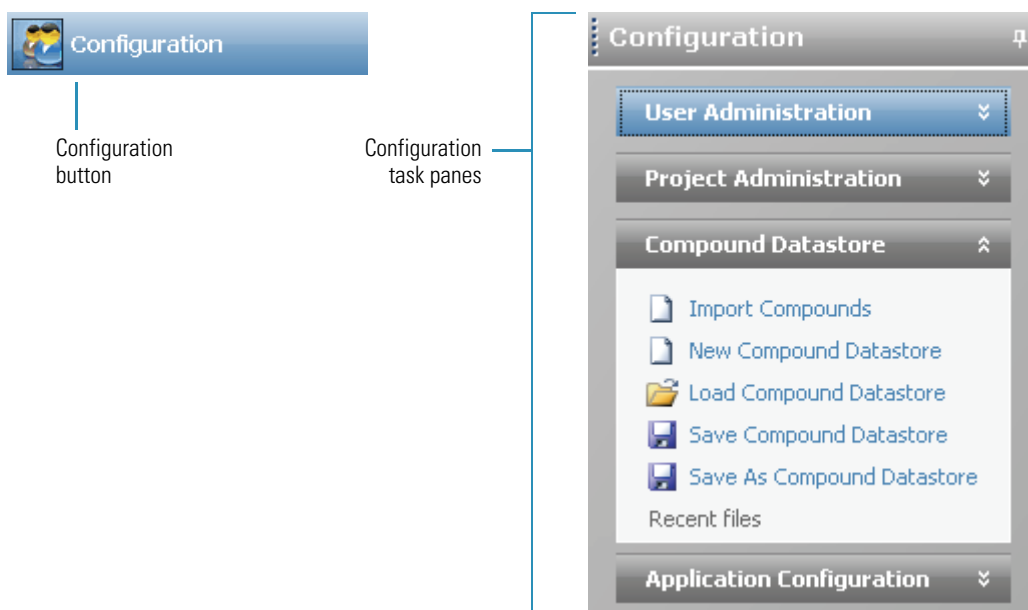 Configuration
Configuration
button
Configuration
task panes
Configuration
User Administration
Project Administration
Compound Datastore
Import Compounds
New Compound Datastore
Load Compound Datastore
Save Compound Datastore
Save As Compound Datastore
Recent files
Application Configuration